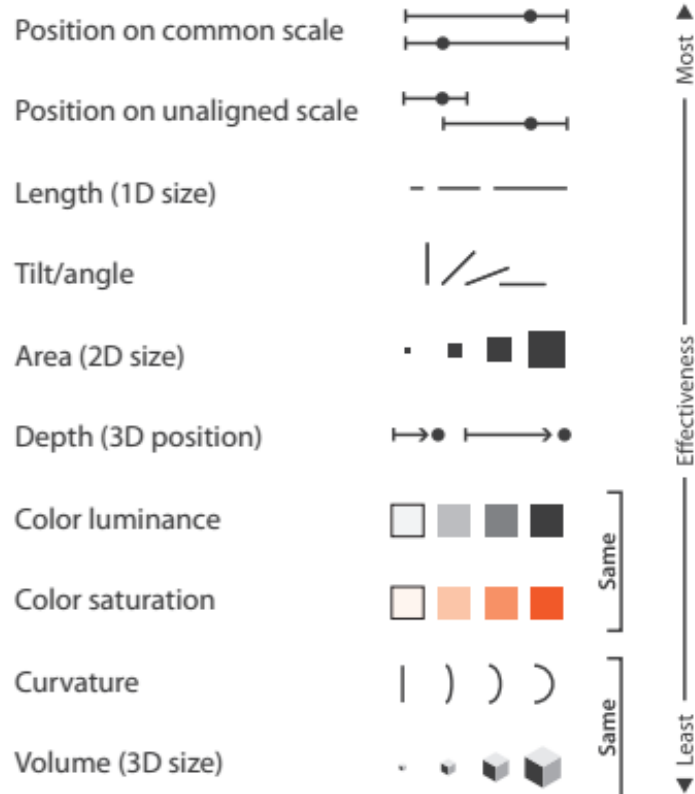 Position on common scale
Position on unaligned scale
Length (1D size)
Tilt/angle
Area (2D size)
Depth (3D position)
Color luminance
Color saturation
Curvature
Volume (3D size)
Same
Same
Most
Effectiveness
Least